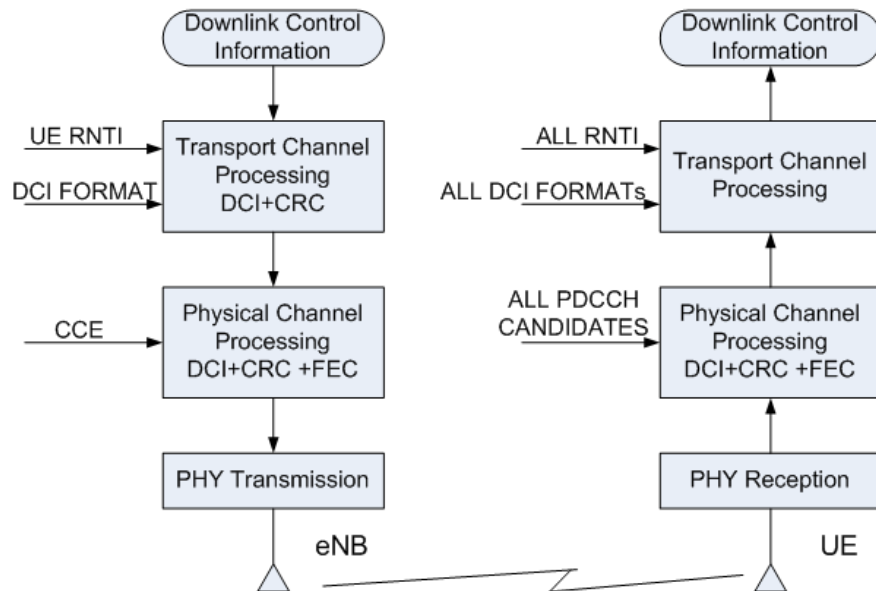 Downlink Control
Information
UE RNTI
DCI FORMAT
Transport Channel
Processing
DCI+CRC
CCE
Physical Channel
Processing
DCI+CRC +FEC
PHY Transmission
eNB
Downlink Control
Information
ALL RNTI
ALL DCI FORMATs
Transport Channel
Processing
ALL PDCCH
CANDIDATES
Physical Channel
Processing
DCI+CRC +FEC
PHY Reception
UE